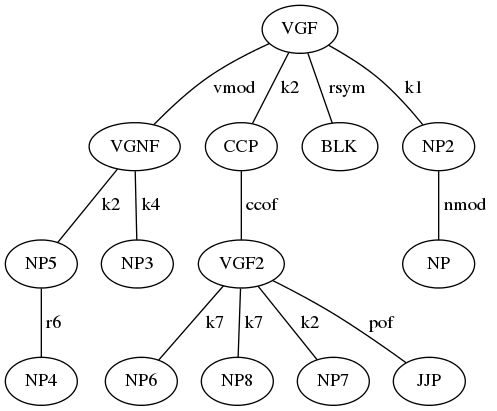 VGF
vmod k2 rsym k1
VGNF CCP BLK NP2
k2 k4 ccof nmod
NP5 NP3 VGF2 NP
r6 k7 k7 k2 pof
NP4 NP6 NP8 NP7 JJP